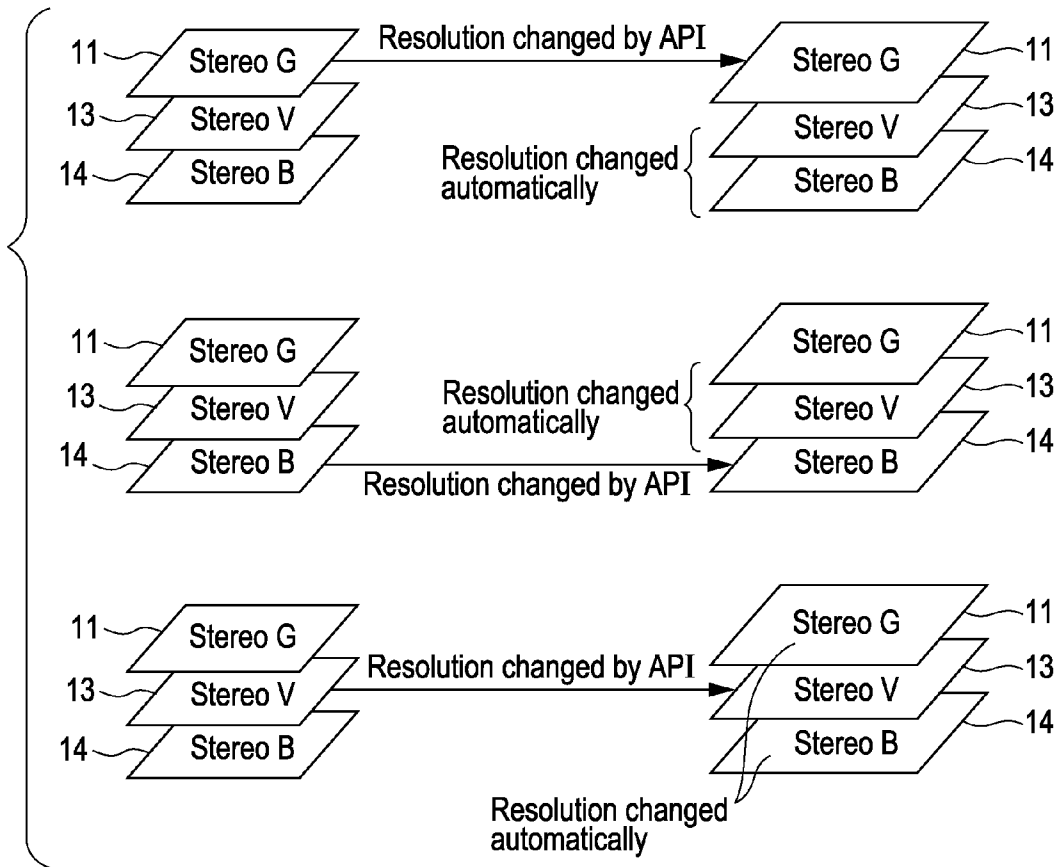 Resolution changed by API
11 Stereo G
Stereo G 11
13 Stereo V
Stereo V 13
14 Stereo B
Resolution changed
automatically
Stereo B 14
11 Stereo G
Stereo G 11
13 Stereo V
Resolution changed
automatically
Stereo V 13
14 Stereo B
Stereo B 14
Resolution changed by API
11 Stereo G
Stereo G 11
Resolution changed by API
13 Stereo V
Stereo V 13
14 Stereo B
Stereo B 14
Resolution changed
automatically